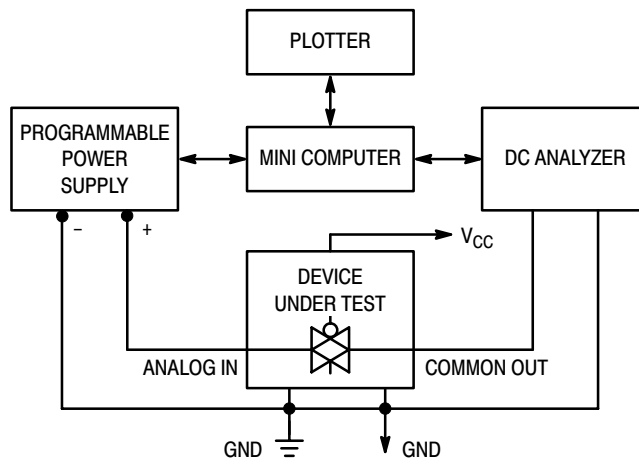 PLOTTER
PROGRAMMABLE
POWER
SUPPLY
MINI COMPUTER
DC ANALYZER
– +
VCC
DEVICE
UNDER TEST
ANALOG IN
COMMON OUT
GND
GND